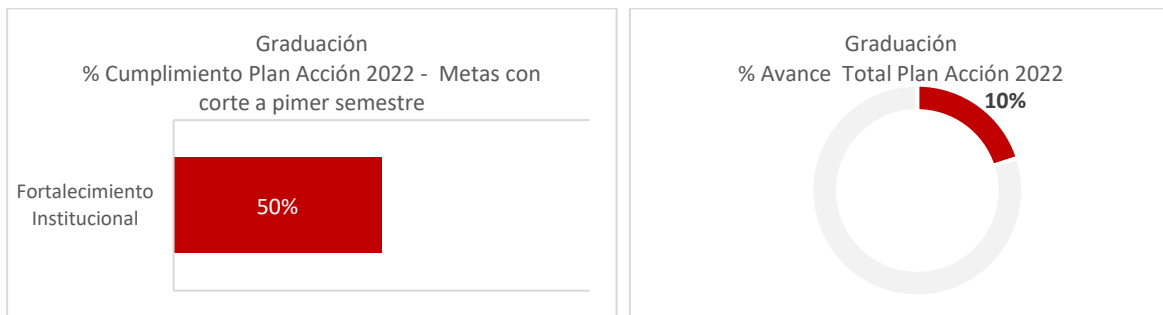 Graduación
% Cumplimiento Plan Acción 2022 - Metas con
corte a pimer semestre
Fortalecimiento
Institucional
50%
Graduación
% Avance Total Plan Acción 2022
10%